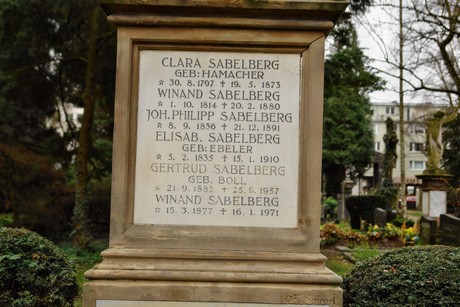 CLARA SABELBERG
GEB: HAMACHER
☆ 30. 8. 1797 ✝ 19. 5. 1873
WINAND SABELBERG
☆ 1. 10. 1814 ✝ 20. 2. 1880
JOH. PHILIPP SABELBERG
☆ 8. 9. 1836 ✝ 21. 12. 1891
ELISAB. SABELBERG
GEB: EBELER
☆ 5. 2. 1835 ✝ 15. 1. 1910
GERTRUD SABELBERG
GEB. BOLL
☆ 21. 9. 1882 ✝ 25. 6. 1957
WINAND SABELBERG
☆ 15. 3. 1877 ✝ 16. 1. 1971